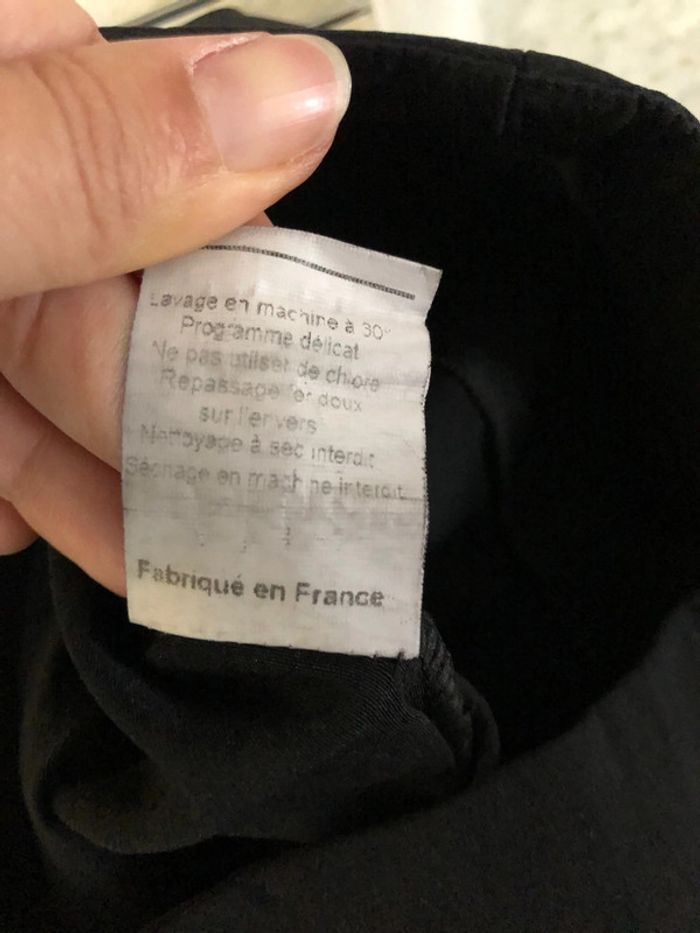 Lavage en machine à 30°
Programme délicat
Ne pas utiliser de chlore
Repassage fer doux
sur l'envers
Nettoyage à sec interdit
Séchage en machine interdit
Fabriqué en France